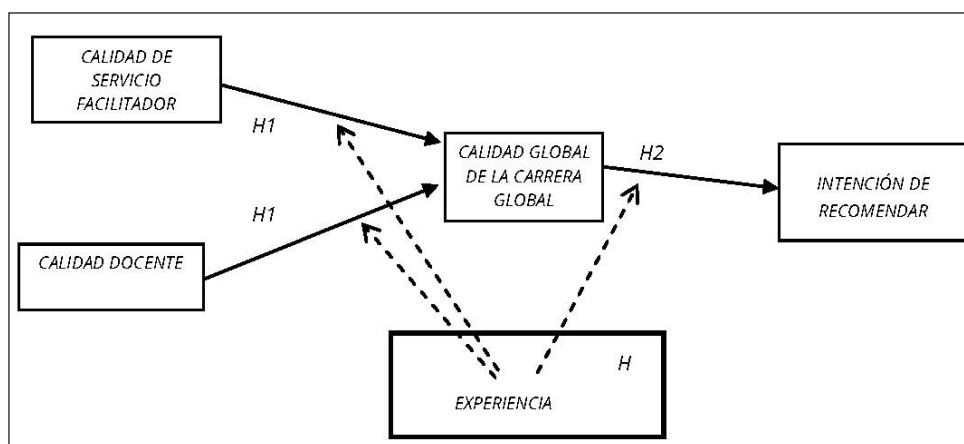 CALIDAD DE
SERVICIO
FACILITADOR
H1
CALIDAD GLOBAL
DE LA CARRERA
GLOBAL
H2
INTENCIÓN DE
RECOMENDAR
H1
CALIDAD DOCENTE
H
EXPERIENCIA